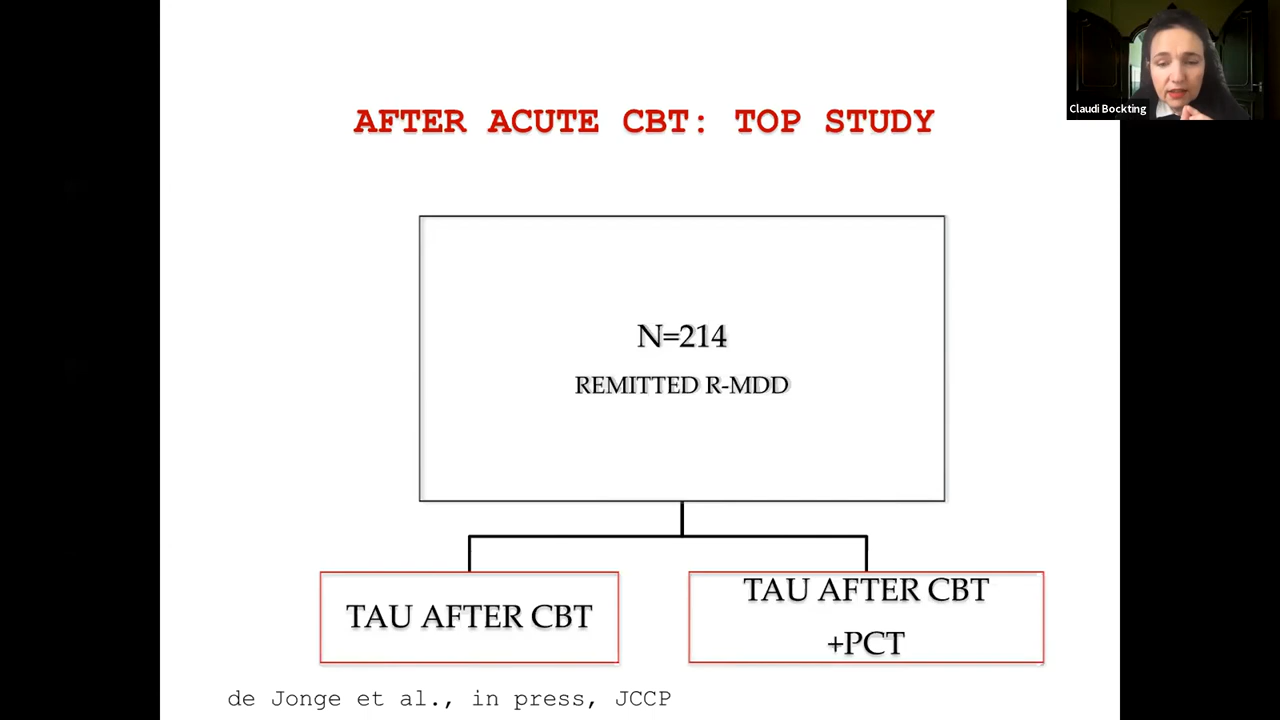 Claudi Bockting
AFTER ACUTE CBT: TOP STUDY
N=214
REMITTED R-MDD
TAU AFTER CBT
TAU AFTER CBT
+PCT
de Jonge et al., in press, JCCP